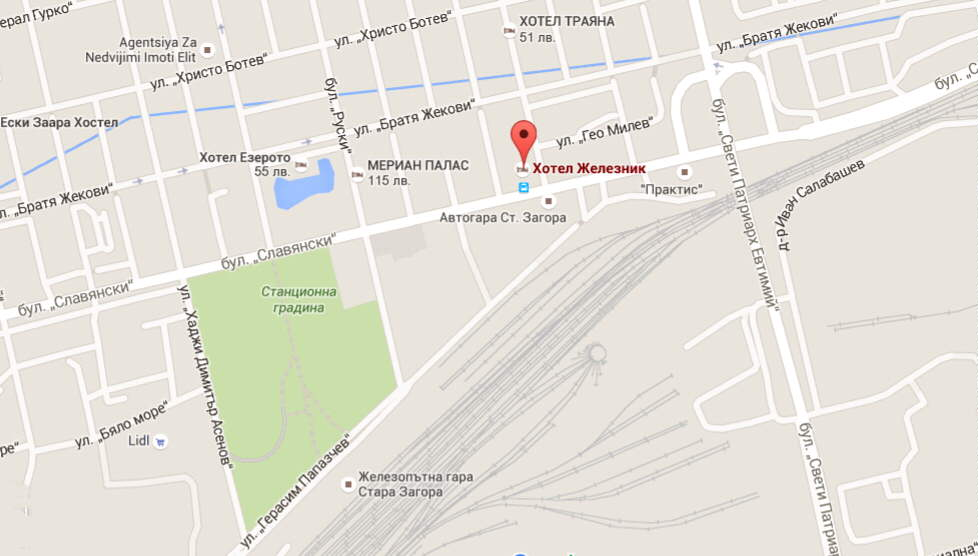 ерал Гурко"
ул. „Христо Ботев"
ХОТЕЛ ТРАЯНА
51 лв.
ул. „Братя Жекови"
Agentsiya Za
Nedvijimi Imoti Elit
ул. „Христо Ботев"
бул. „С
бул. „Руски"
ул. „Братя Жекови"
Ески Заара Хостел
ул. „Гео Милев"
Хотел Езерото
55 лв.
МЕРИАН ПАЛАС
115 лв.
Хотел Железник
"Практис"
л. „Братя Жекови"
Автогара Ст. Загора
бул. „Свети Патриарх Евтимий"
д-р Иван Салабашев
бул. „Славянски"
бул. „Славянски"
Станционна
градина
ул. „Хаджи Димитър Асенов"
ул. „Бяло море"
ре"
Lidl
ул. „Герасим Папазчев"
Железопътна гара
Стара Загора
бул. „Свети Патриар